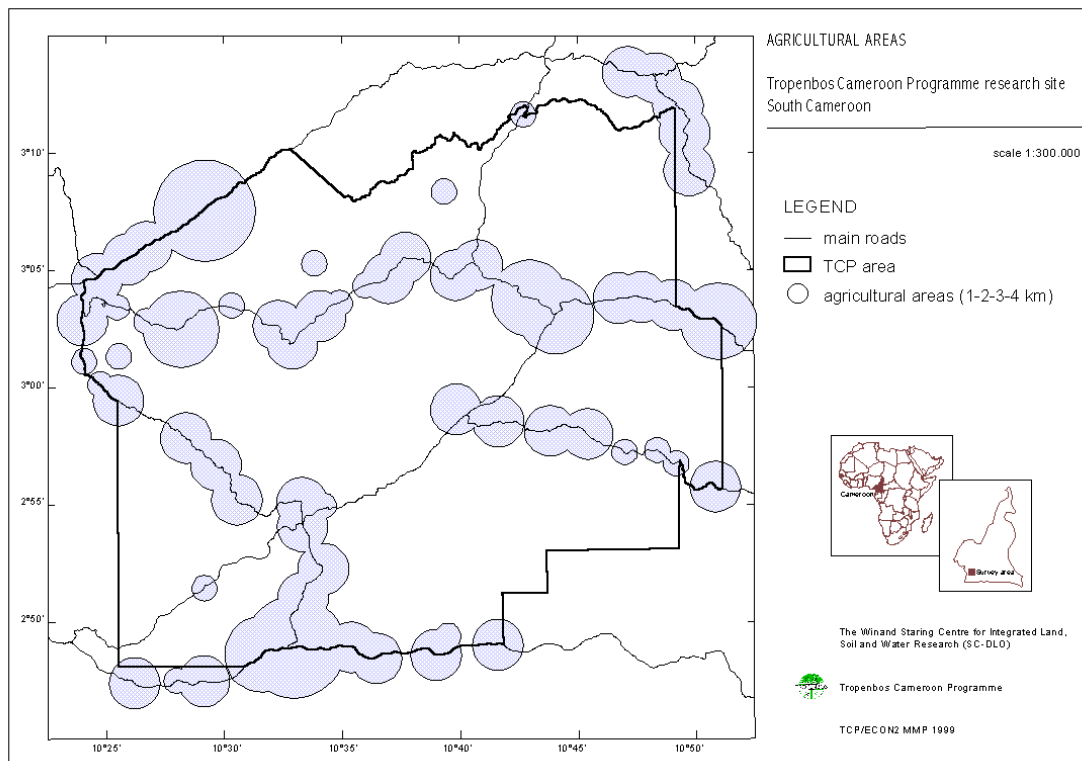 AGRICULTURAL AREAS
Tropenbos Cameroon Programme research site
South Cameroon
scale 1:300.000
LEGEND
main roads
TCP area
agricultural areas (1-2-3-4 km)
3°10'
3°05'
3°00'
2°55'
2°50'
10°25'
10°30'
10°35'
10°40'
10°45'
10°50'
Cameroon
Survey area
The Winand Staring Centre for Integrated Land,
Soil and Water Research (SC-DLO)
Tropenbos Cameroon Programme
TCP/ECON2 MMP 1999